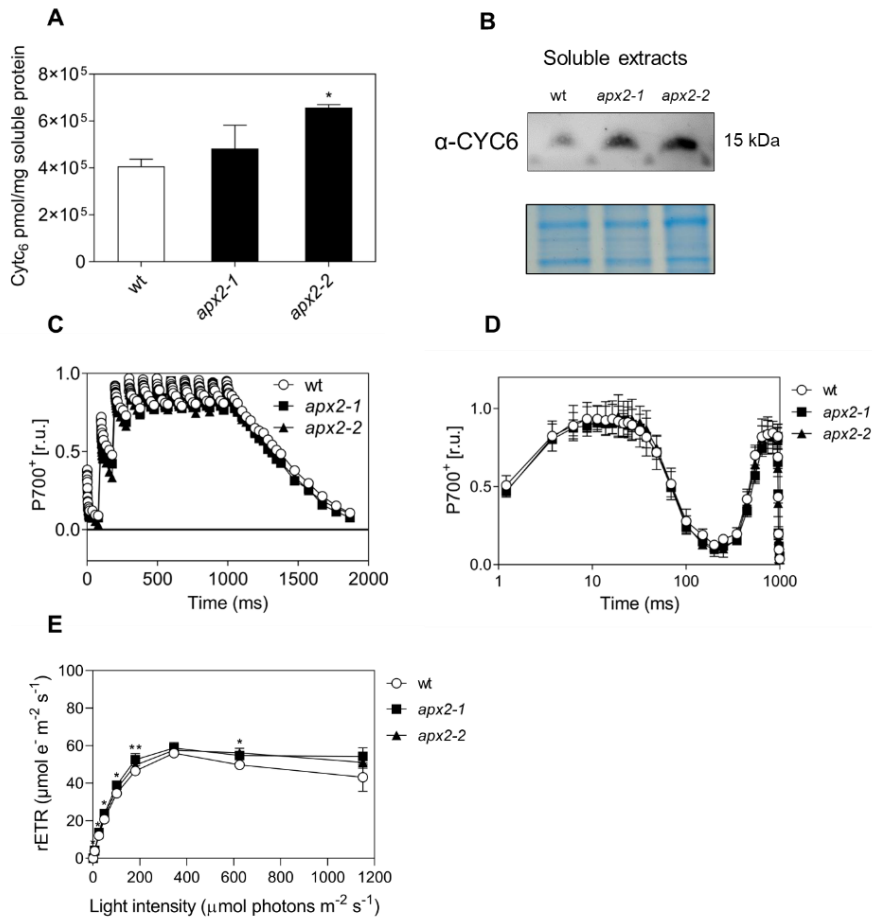 A
Cytc₆ pmol/mg soluble protein
8×10⁵
6×10⁵
4×10⁵
2×10⁵
0
*
wt
apx2-1
apx2-2
B
Soluble extracts
wt apx2-1 apx2-2
α-CYC6
15 kDa
C
P700⁺ [r.u.]
1.0
0.5
0.0
0 500 1000 1500 2000
Time (ms)
wt
apx2-1
apx2-2
D
P700⁺ [r.u.]
1.0
0.5
0.0
1 10 100 1000
Time (ms)
wt
apx2-1
apx2-2
E
rETR (μmol e⁻ m⁻² s⁻¹)
100
80
60
40
20
0
* * * * ** *
0 200 400 600 800 1000 1200
Light intensity (μmol photons m⁻² s⁻¹)
wt
apx2-1
apx2-2